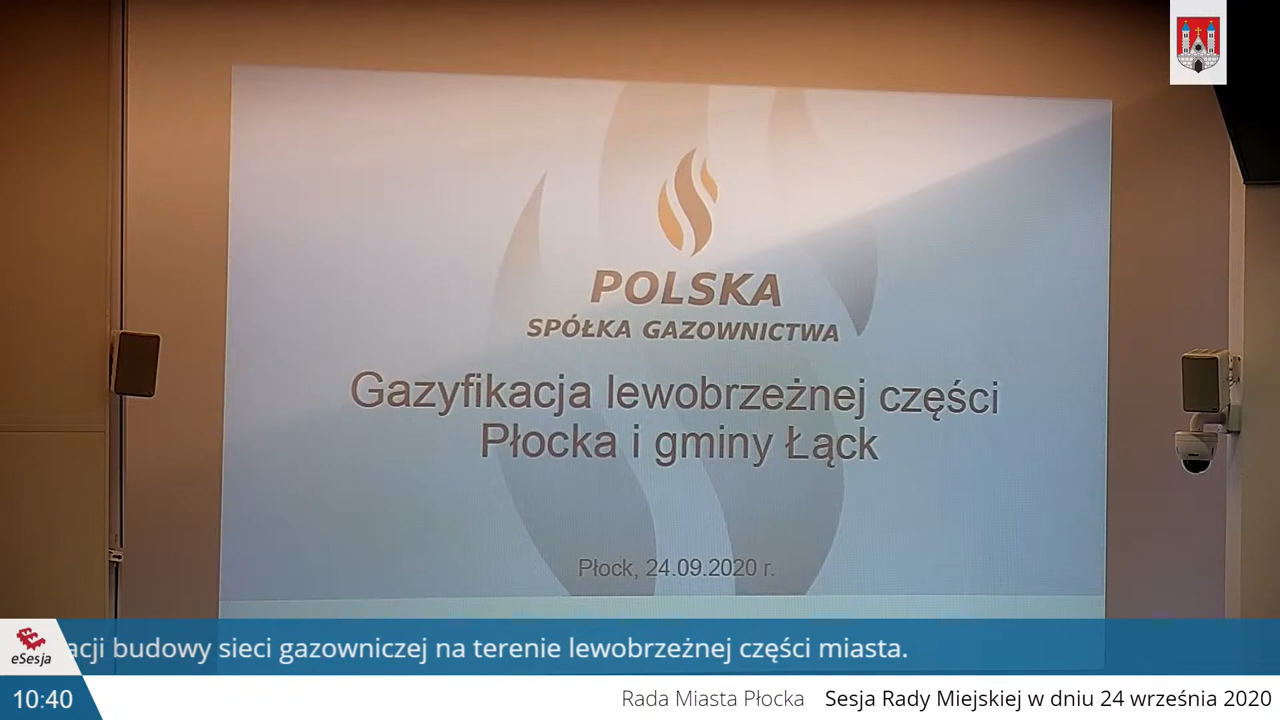 POLSKA
SPÓŁKA GAZOWNICTWA
Gazyfikacja lewobrzeżnej części
Płocka i gminy Łąck
Płock, 24.09.2020 r.
acji budowy sieci gazowniczej na terenie lewobrzeżnej części miasta.
eSesja
10:40
Rada Miasta Płocka Sesja Rady Miejskiej w dniu 24 września 2020